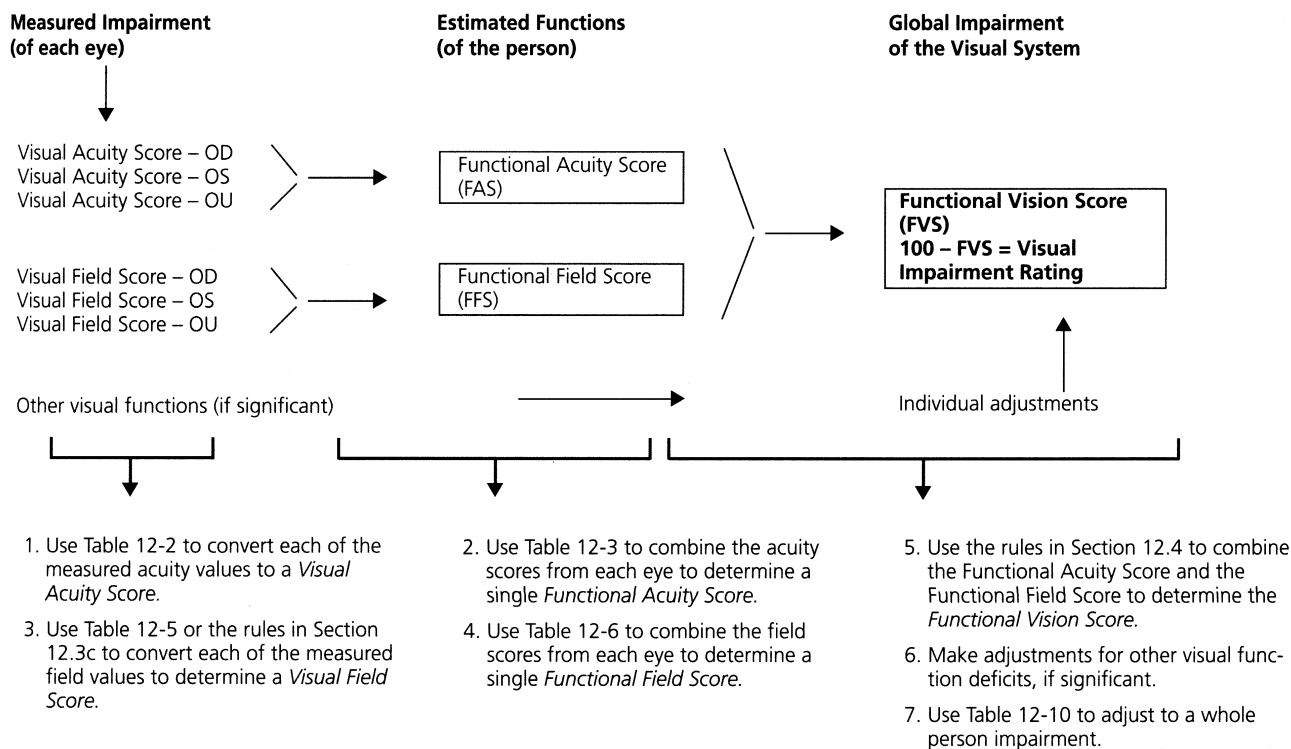 Measured Impairment
(of each eye)
Estimated Functions
(of the person)
Global Impairment
of the Visual System
Visual Acuity Score – OD
Visual Acuity Score – OS
Visual Acuity Score – OU
Functional Acuity Score
(FAS)
Functional Vision Score
(FVS)
100 – FVS = Visual
Impairment Rating
Visual Field Score – OD
Visual Field Score – OS
Visual Field Score – OU
Functional Field Score
(FFS)
Other visual functions (if significant)
Individual adjustments
1. Use Table 12-2 to convert each of the
measured acuity values to a Visual
Acuity Score.
3. Use Table 12-5 or the rules in Section
12.3c to convert each of the measured
field values to determine a Visual Field
Score.
2. Use Table 12-3 to combine the acuity
scores from each eye to determine a
single Functional Acuity Score.
4. Use Table 12-6 to combine the field
scores from each eye to determine a
single Functional Field Score.
5. Use the rules in Section 12.4 to combine
the Functional Acuity Score and the
Functional Field Score to determine the
Functional Vision Score.
6. Make adjustments for other visual func-
tion deficits, if significant.
7. Use Table 12-10 to adjust to a whole
person impairment.